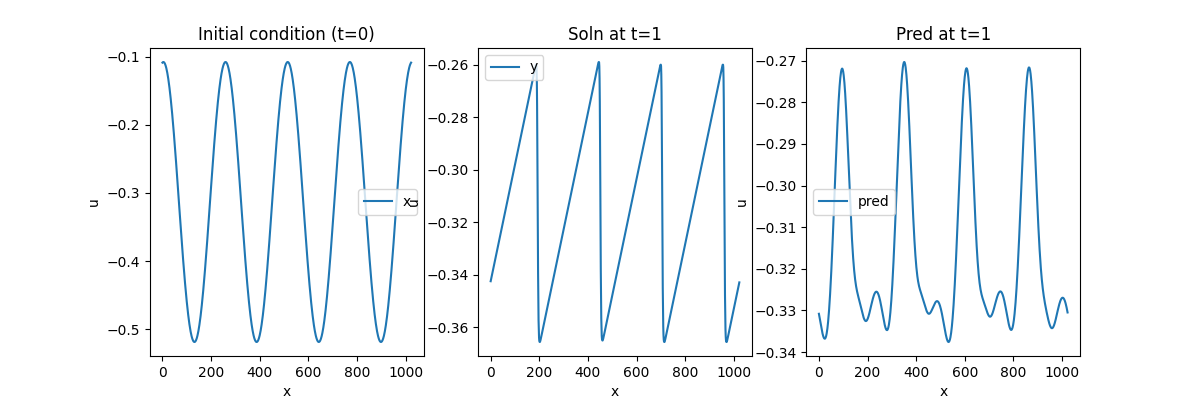 Initial condition (t=0)
−0.1
−0.2
−0.3
−0.4
−0.5
u
0 200 400 600 800 1000
x
x
Soln at t=1
−0.26
−0.28
−0.30
−0.32
−0.34
−0.36
u
0 200 400 600 800 1000
x
y
Pred at t=1
−0.27
−0.28
−0.29
−0.30
−0.31
−0.32
−0.33
−0.34
u
0 200 400 600 800 1000
x
pred